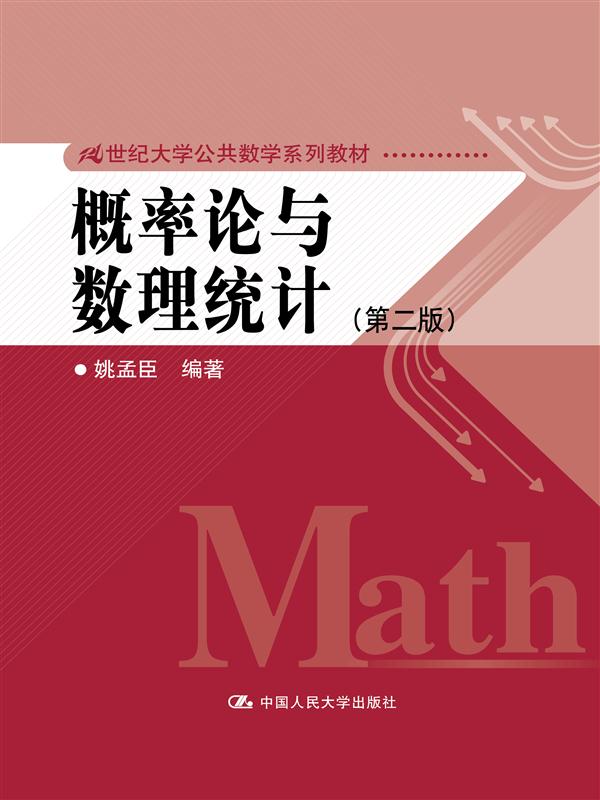 21世纪大学公共数学系列教材
概率论与
数理统计
（第二版）
姚孟臣 编著
Math
中国人民大学出版社